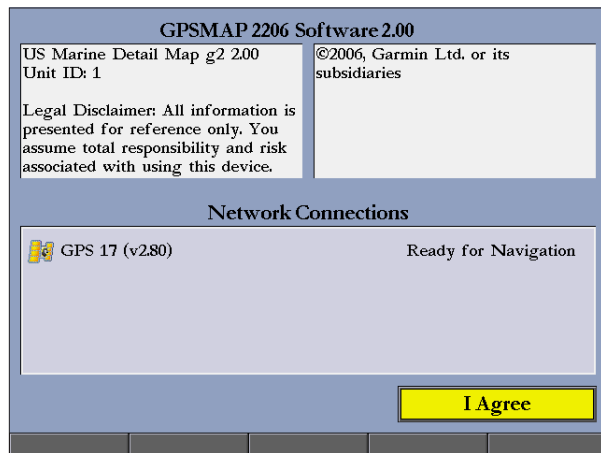 GPSMAP 2206 Software 2.00
US Marine Detail Map g2 2.00
Unit ID: 1
Legal Disclaimer: All information is
presented for reference only. You
assume total responsibility and risk
associated with using this device.
©2006, Garmin Ltd. or its
subsidiaries
Network Connections
GPS 17 (v2.80)
Ready for Navigation
I Agree